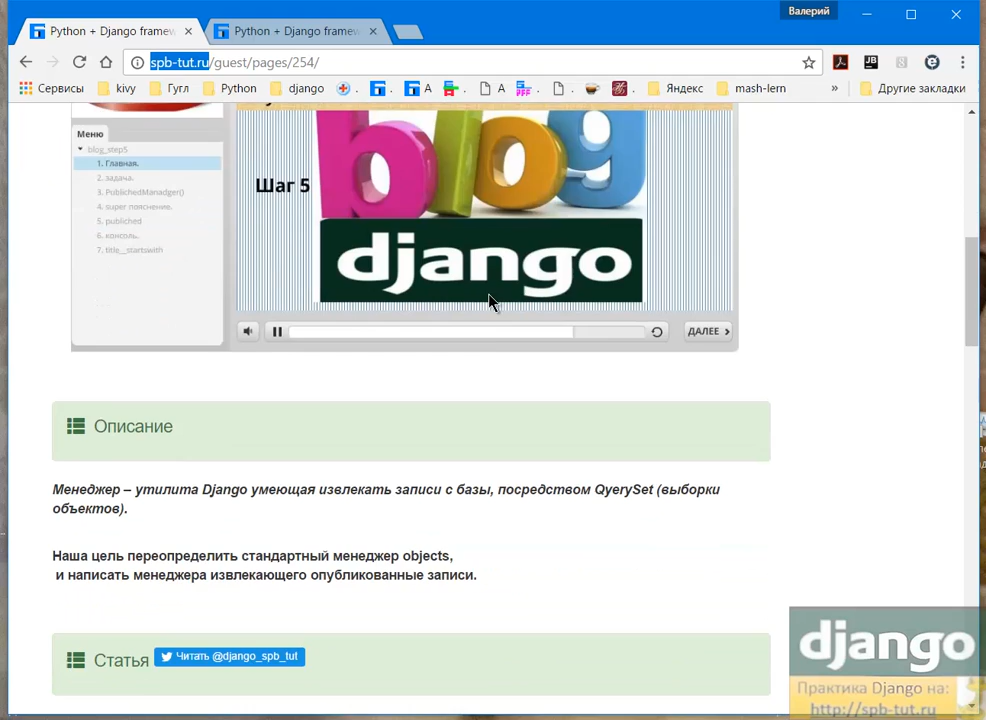 Валерий
Python + Django framew
Python + Django framew
spb-tut.ru/guest/pages/254/
Сервисы
kivy
Гугл
Python
django
A
A
Яндекс
mash-lern
»
Другие закладки
Меню
blog_step5
1. Главная.
2. задача.
3. PublichedManadger()
4. super пояснение.
5. publiched
6. консоль.
7. title__startswith
blog
Шаг 5
django
ДАЛЕЕ
Описание
Менеджер – утилита Django умеющая извлекать записи с базы, посредством QyerySet (выборки
объектов).
Наша цель переопределить стандартный менеджер objects,
и написать менеджера извлекающего опубликованные записи.
Статья
Читать @django_spb_tut
django
Практика Django на:
http://spb-tut.ru